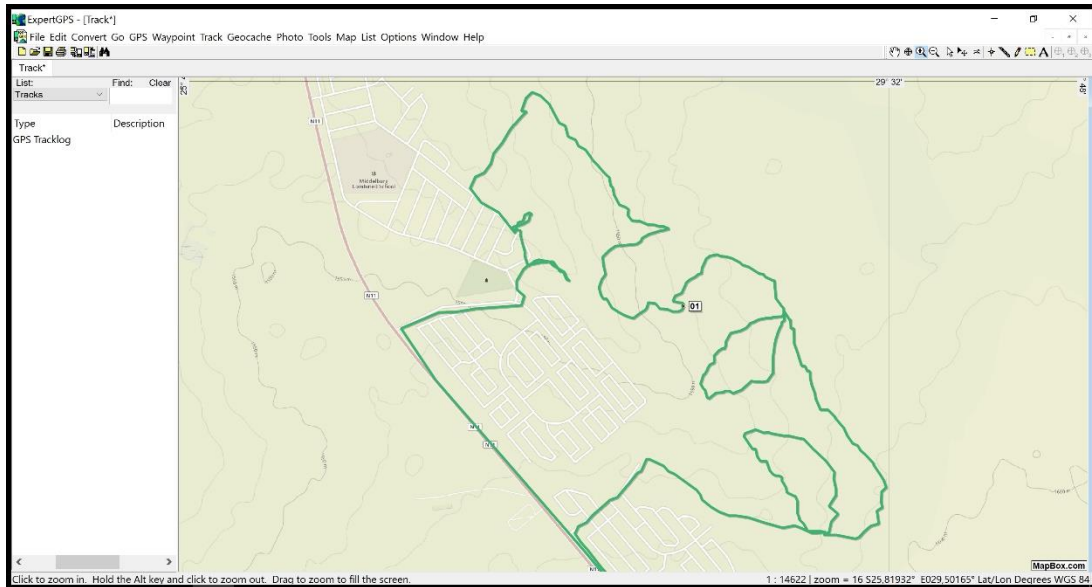 ExpertGPS - [Track*]
File Edit Convert Go GPS Waypoint Track Geocache Photo Tools Map List Options Window Help
Track*
List: Find: Clear
Tracks
Type Description
GPS Tracklog
29° 32'
N11
N11
01
MapBox.com
Click to zoom in. Hold the Alt key and click to zoom out. Drag to zoom to fill the screen.
1 : 14622 | zoom = 16 S25,81932° E029,50165° Lat/Lon Degrees WGS 84